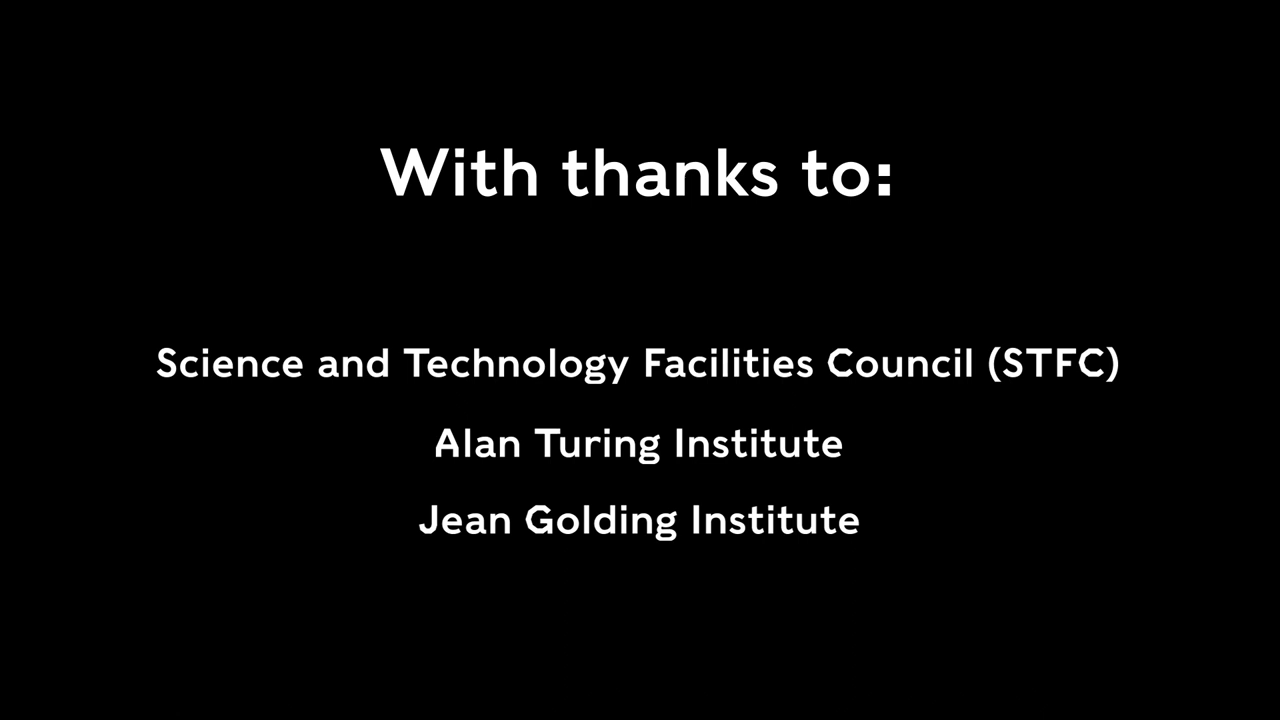 With thanks to:
Science and Technology Facilities Council (STFC)
Alan Turing Institute
Jean Golding Institute